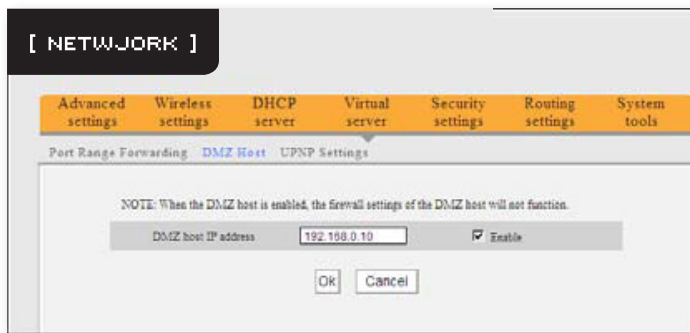 [ NETWJORK ]
Advanced settings Wireless settings DHCP server Virtual server Security settings Routing settings System tools
Port Range Forwarding DMZ Host UPNP Settings
NOTE: When the DMZ host is enabled, the firewall settings of the DMZ host will not function.
DMZ host IP address 192.168.0.10 Enable
Ok Cancel